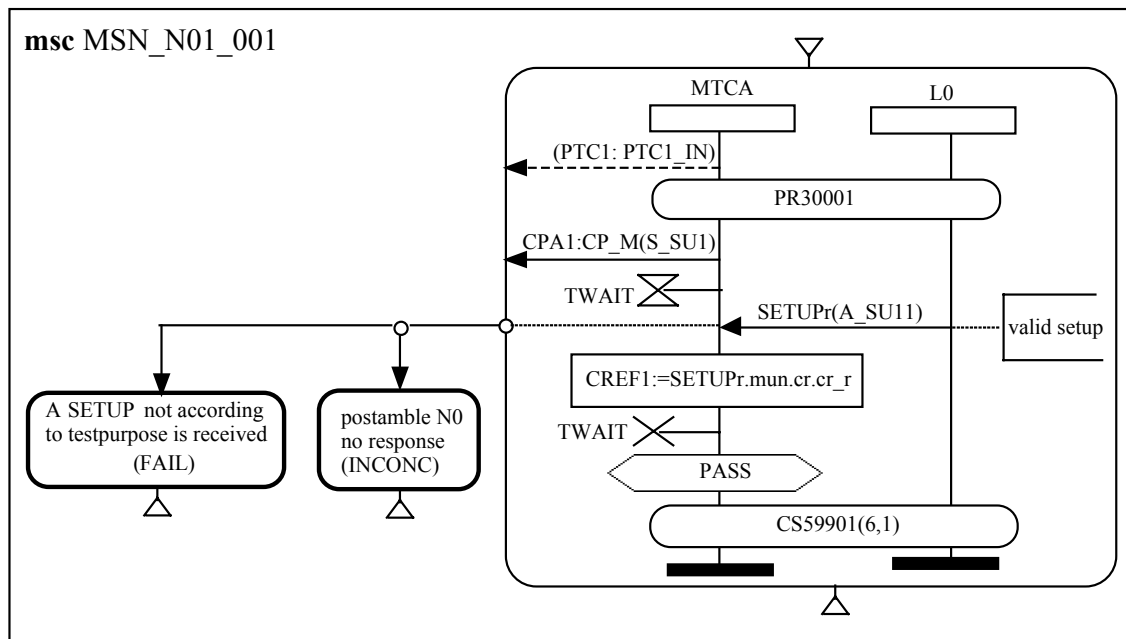 msc MSN_N01_001
MTCA
L0
(PTC1: PTC1_IN)
PR30001
CPA1:CP_M(S_SU1)
TWAIT
SETUPr(A_SU11)
valid setup
CREF1:=SETUPr.mun.cr.cr_r
A SETUP not according
to testpurpose is received
(FAIL)
postamble N0
no response
(INCONC)
TWAIT
PASS
CS59901(6,1)